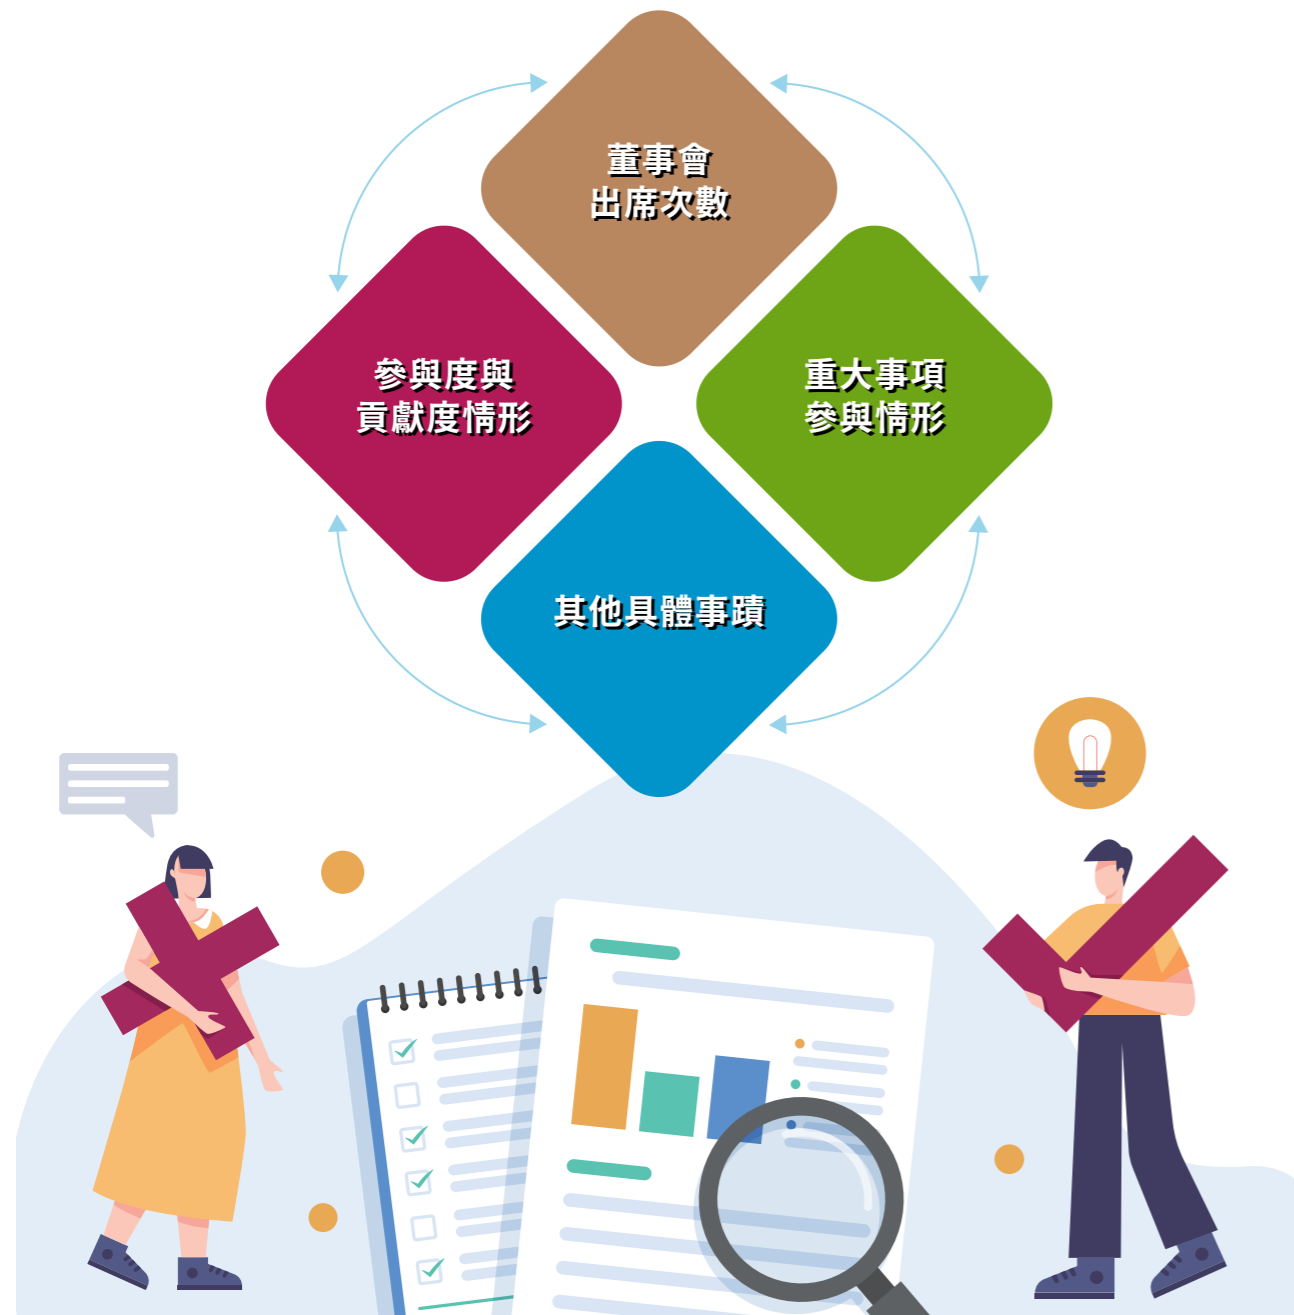 董事會
出席次數
參與度與
貢獻度情形
重大事項
參與情形
其他具體事蹟